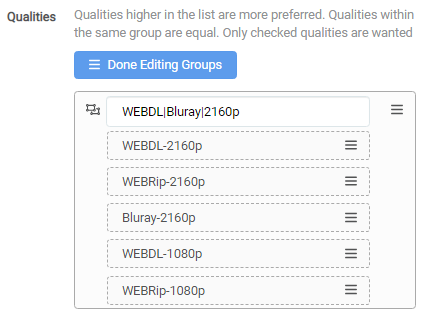 Qualities
Qualities higher in the list are more preferred. Qualities within
the same group are equal. Only checked qualities are wanted
Done Editing Groups
WEBDL|Bluray|2160p
WEBDL-2160p
WEBRip-2160p
Bluray-2160p
WEBDL-1080p
WEBRip-1080p